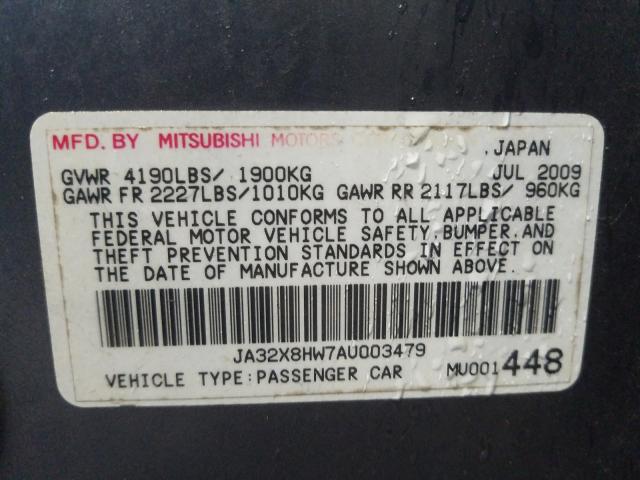 MFD. BY MITSUBISHI MOTORS
, JAPAN
GVWR 4190LBS/ 1900KG JUL 2009
GAWR FR 2227LBS/1010KG GAWR RR 2117LBS/ 960KG
THIS VEHICLE CONFORMS TO ALL APPLICABLE
FEDERAL MOTOR VEHICLE SAFETY,BUMPER,AND
THEFT PREVENTION STANDARDS IN EFFECT ON
THE DATE OF MANUFACTURE SHOWN ABOVE.
JA32X8HW7AU003479
VEHICLE TYPE:PASSENGER CAR MU001448